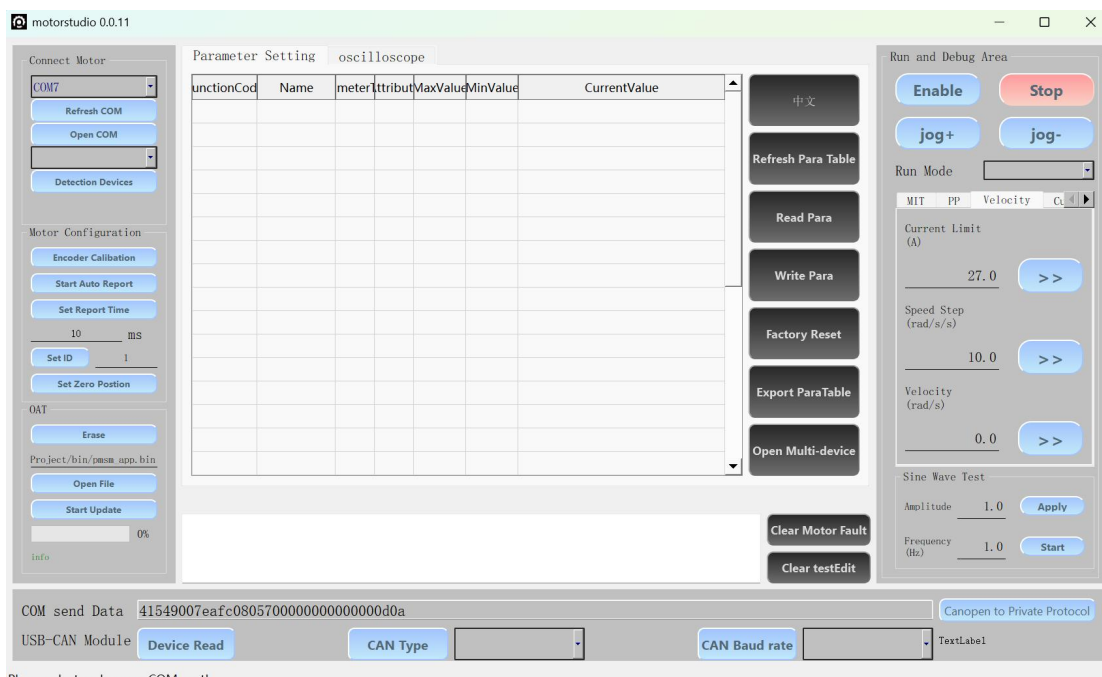 motorstudio 0.0.11
Connect Motor
COM7
Refresh COM
Open COM
Detection Devices
Motor Configuration
Encoder Calibation
Start Auto Report
Set Report Time
10 ms
Set ID 1
Set Zero Postion
OAT
Erase
Project/bin/pmsm_app.bin
Open File
Start Update
0%
info
Parameter Setting oscilloscope
unctionCod Name meterT ttribut MaxValue MinValue CurrentValue
中文
Refresh Para Table
Read Para
Write Para
Factory Reset
Export ParaTable
Open Multi-device
Clear Motor Fault
Clear testEdit
Run and Debug Area
Enable Stop
jog+ jog-
Run Mode
MIT PP Velocity Cu
Current Limit
(A)
27.0 >>
Speed Step
(rad/s/s)
10.0 >>
Velocity
(rad/s)
0.0 >>
Sine Wave Test
Amplitude 1.0 Apply
Frequency
(Hz) 1.0 Start
COM send Data 41549007eafc0805700000000000000d0a Canopen to Private Protocol
USB-CAN Module Device Read CAN Type CAN Baud rate TextLabel